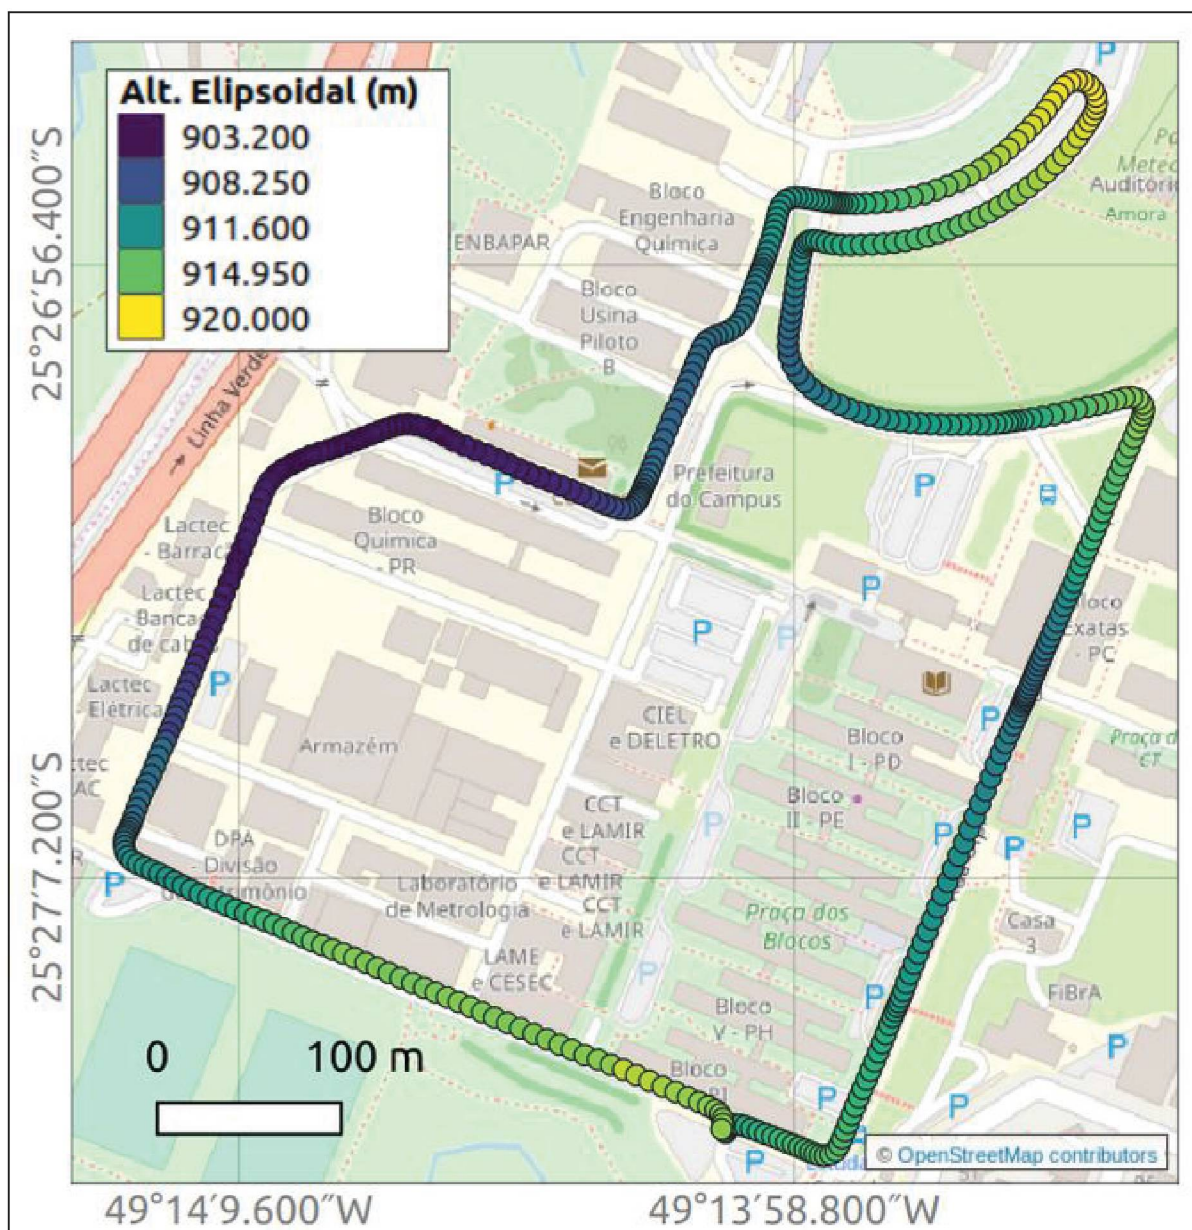 Alt. Elipsoidal (m)
903.200
908.250
911.600
914.950
920.000
P
Auditóri
Amora
Bloco
Engenharia
Química
ENBAPAR
Bloco
Usina
Piloto
- B
25°26′56.400″S
Linha Verde
Prefeitura
do Campus
P
P
Lactec
- Barrac
Bloco
Química
- PR
Lactec
- Banca
de cab
P
P
P
Exatas
- PC
Lactec
Elétrica
P
CIEL
e DELETRO
P
Armazém
Bloco
I - PD
Praça d
CT
Bloco
II - PE
CCT
e LAMIR
CCT
e LAMIR
CCT
e LAMIR
P
P
P
P
25°27′7.200″S
DPA
- Divisão
P
Laboratório
de Metrologia
Praça dos
Blocos
Casa
3
LAME
e CESEC
P
P
FiBrA
Bloco
V - PH
P
0 100 m
Bloco
P
P
P
© OpenStreetMap contributors
49°14′9.600″W
49°13′58.800″W